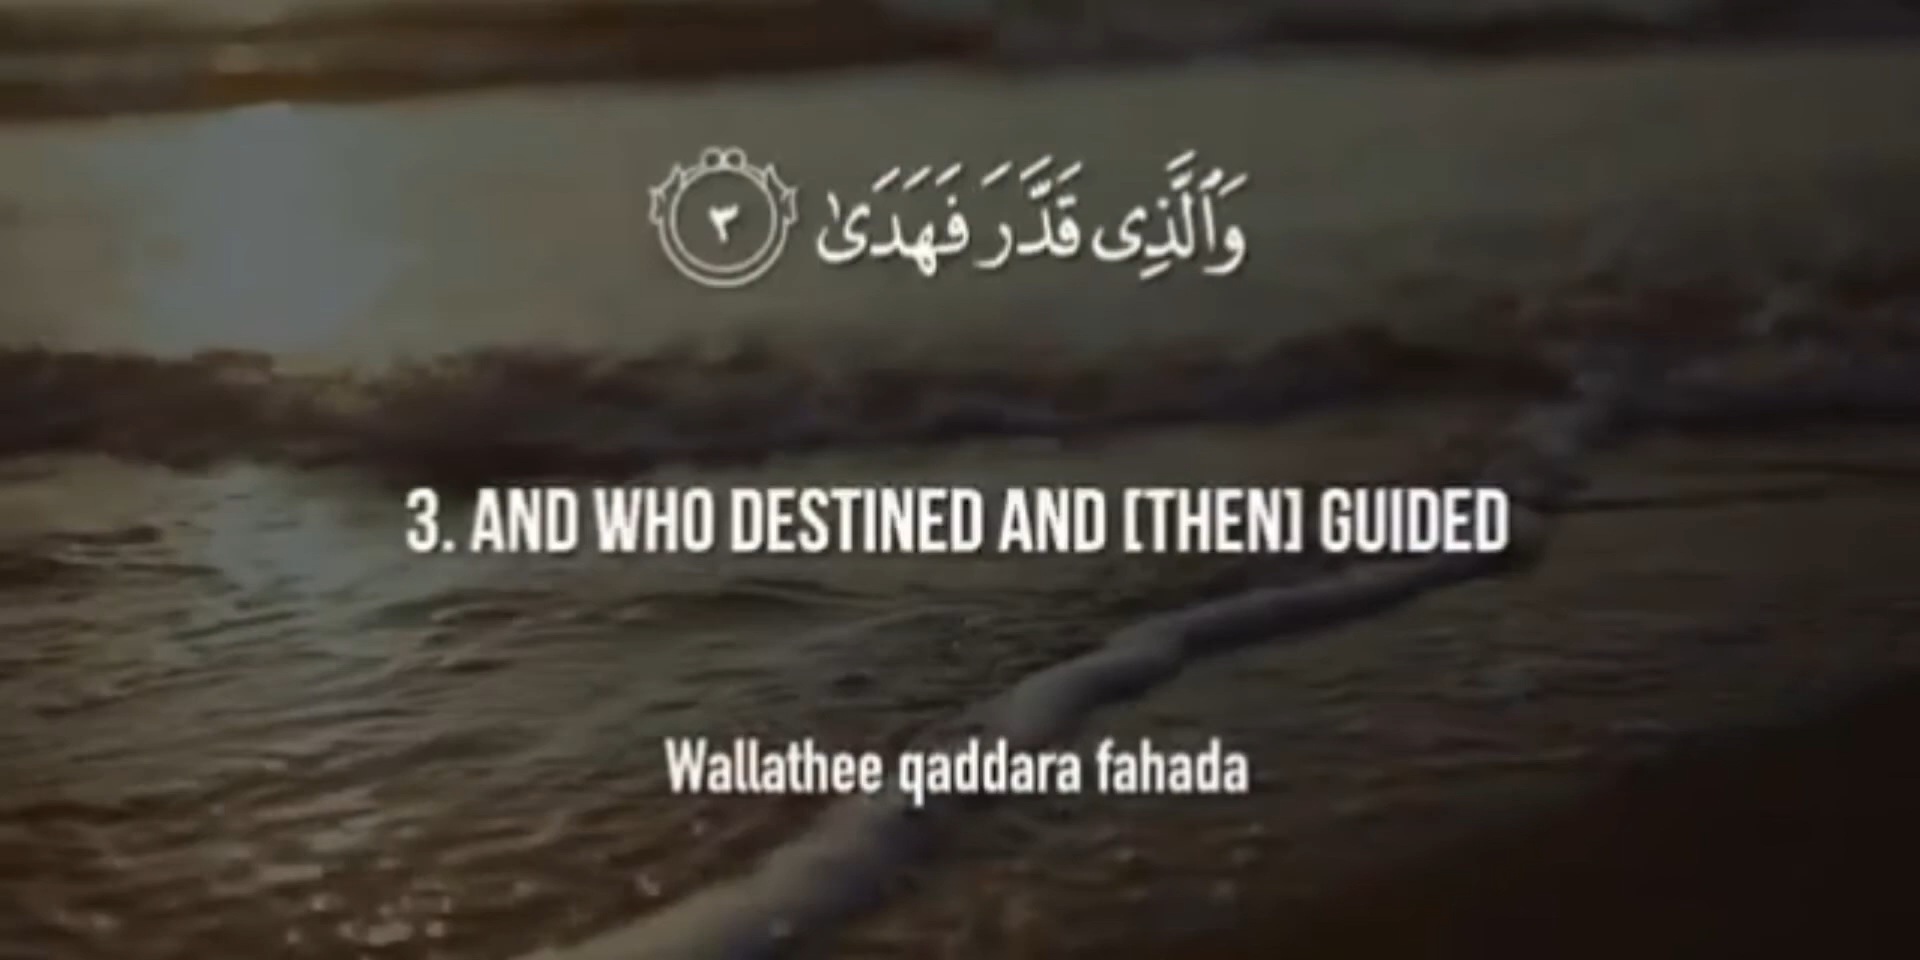 وَٱلَّذِى قَدَّرَ فَهَدَىٰ ٣
3. AND WHO DESTINED AND [THEN] GUIDED
Wallathee qaddara fahada